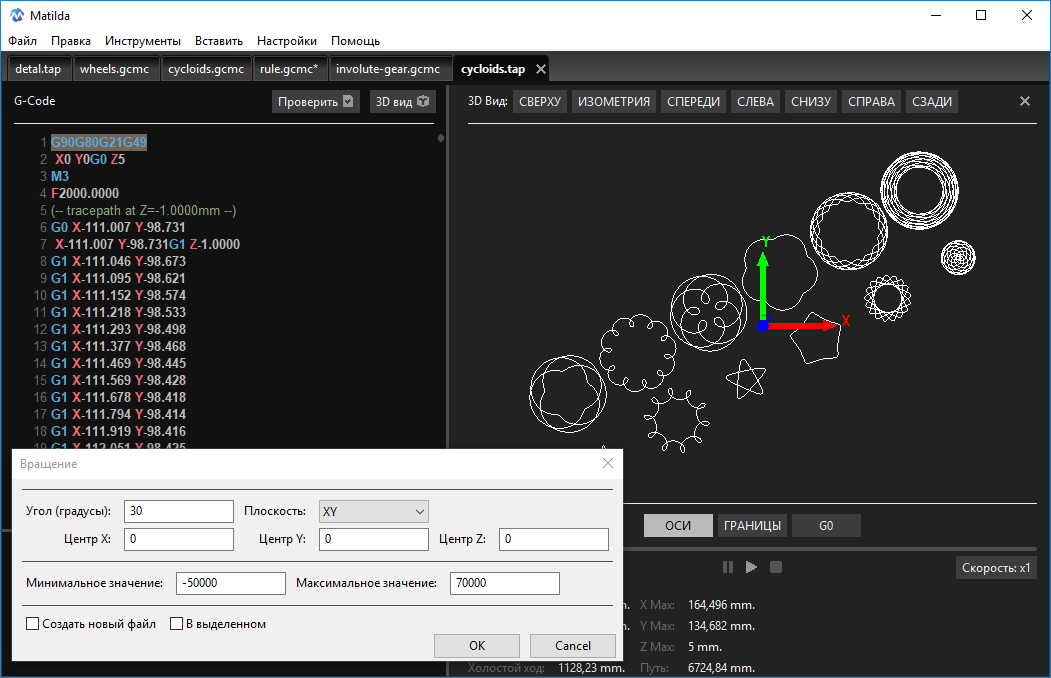 Matilda
Файл Правка Инструменты Вставить Настройки Помощь
detal.tap wheels.gcmc cycloids.gcmc rule.gcmc* involute-gear.gcmc cycloids.tap
G-Code Проверить 3D вид
3D Вид: СВЕРХУ ИЗОМЕТРИЯ СПЕРЕДИ СЛЕВА СНИЗУ СПРАВА СЗАДИ
1 G90G80G21G49
2 X0 Y0G0 Z5
3 M3
4 F2000.0000
5 (-- tracepath at Z=-1.0000mm --)
6 G0 X-111.007 Y-98.731
7 X-111.007 Y-98.731G1 Z-1.0000
8 G1 X-111.046 Y-98.673
9 G1 X-111.095 Y-98.621
10 G1 X-111.152 Y-98.574
11 G1 X-111.218 Y-98.533
12 G1 X-111.293 Y-98.498
13 G1 X-111.377 Y-98.468
14 G1 X-111.469 Y-98.445
15 G1 X-111.569 Y-98.428
16 G1 X-111.678 Y-98.418
17 G1 X-111.794 Y-98.414
18 G1 X-111.919 Y-98.416
19 G1 X-112.051 Y-98.425
Y
X
Вращение
Угол (градусы): 30 Плоскость: XY
Центр X: 0 Центр Y: 0 Центр Z: 0
Минимальное значение: -50000 Максимальное значение: 70000
Создать новый файл В выделенном
OK Cancel
ОСИ ГРАНИЦЫ G0
Скорость: x1
m. X Max: 164,496 mm.
m. Y Max: 134,682 mm.
Z Max: 5 mm.
Холостой ход: 1128,23 mm. Путь: 6724,84 mm.